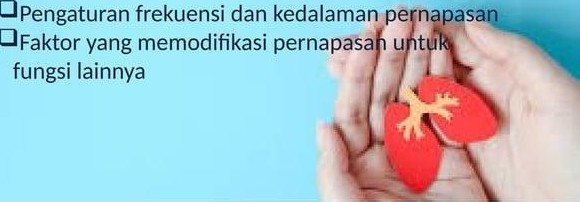 ❑Pengaturan frekuensi dan kedalaman pernapasan
❑Faktor yang memodifikasi pernapasan untuk
fungsi lainnya